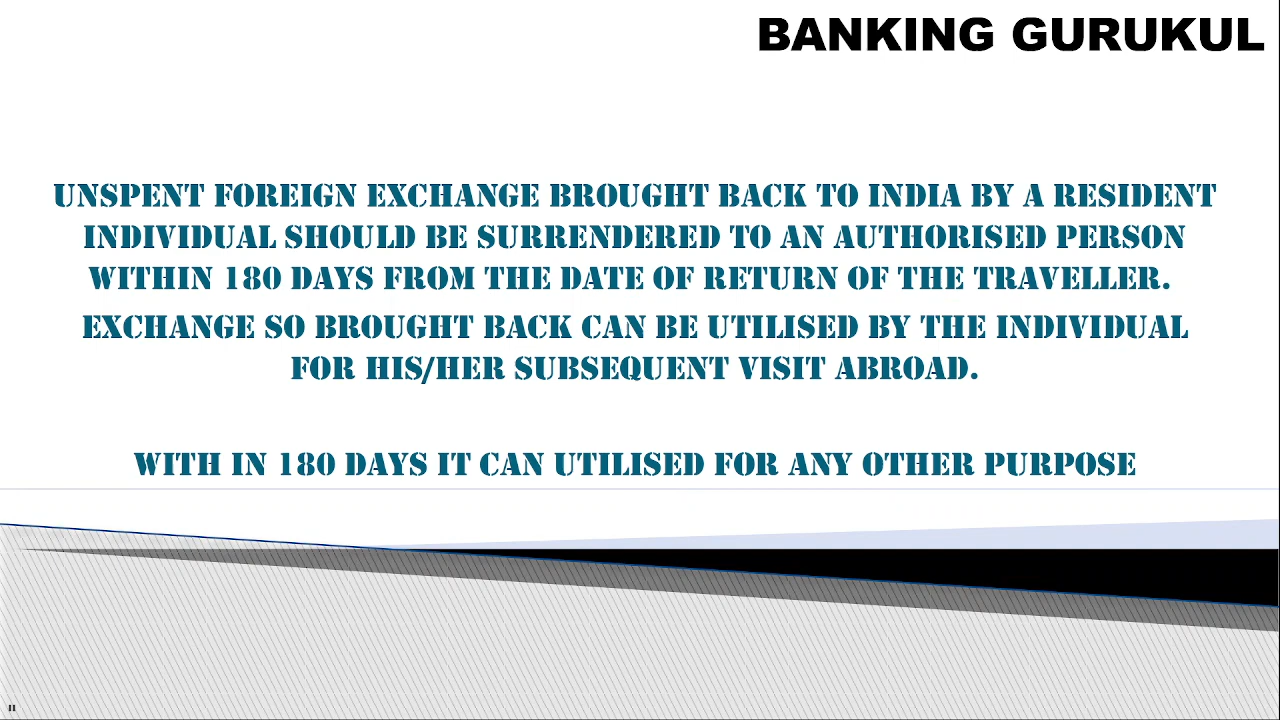 BANKING GURUKUL
UNSPENT FOREIGN EXCHANGE BROUGHT BACK TO INDIA BY A RESIDENT
INDIVIDUAL SHOULD BE SURRENDERED TO AN AUTHORISED PERSON
WITHIN 180 DAYS FROM THE DATE OF RETURN OF THE TRAVELLER.
EXCHANGE SO BROUGHT BACK CAN BE UTILISED BY THE INDIVIDUAL
FOR HIS/HER SUBSEQUENT VISIT ABROAD.
WITH IN 180 DAYS IT CAN UTILISED FOR ANY OTHER PURPOSE